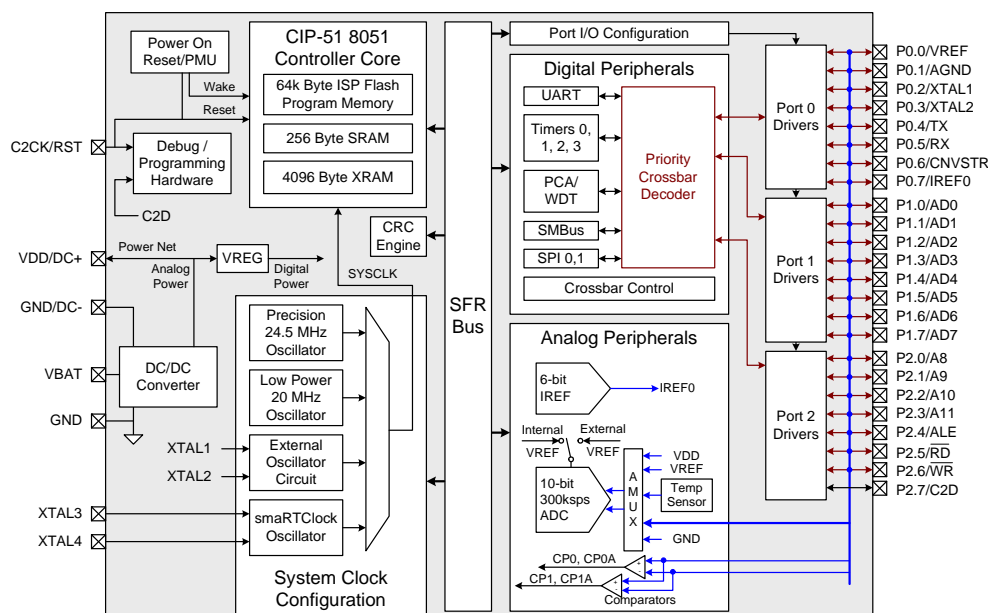 Power On
Reset/PMU
Wake
Reset
C2CK/RST
Debug /
Programming
Hardware
C2D
CIP-51 8051
Controller Core
64k Byte ISP Flash
Program Memory
256 Byte SRAM
4096 Byte XRAM
CRC
Engine
SYSCLK
VDD/DC+
Power Net
Analog
Power
VREG
Digital
Power
GND/DC-
DC/DC
Converter
VBAT
GND
XTAL1
XTAL2
XTAL3
XTAL4
Precision
24.5 MHz
Oscillator
Low Power
20 MHz
Oscillator
External
Oscillator
Circuit
smaRTClock
Oscillator
System Clock
Configuration
SFR
Bus
Port I/O Configuration
Digital Peripherals
UART
Timers 0,
1, 2, 3
PCA/
WDT
SMBus
SPI 0,1
Priority
Crossbar
Decoder
Crossbar Control
Analog Peripherals
6-bit
IREF
IREF0
Internal
VREF
External
VREF
10-bit
300ksps
ADC
A
M
U
X
VDD
VREF
Temp
Sensor
GND
CP0, CP0A
CP1, CP1A
+
-
+
-
Comparators
Port 0
Drivers
Port 1
Drivers
Port 2
Drivers
P0.0/VREF
P0.1/AGND
P0.2/XTAL1
P0.3/XTAL2
P0.4/TX
P0.5/RX
P0.6/CNVSTR
P0.7/IREF0
P1.0/AD0
P1.1/AD1
P1.2/AD2
P1.3/AD3
P1.4/AD4
P1.5/AD5
P1.6/AD6
P1.7/AD7
P2.0/A8
P2.1/A9
P2.2/A10
P2.3/A11
P2.4/ALE
P2.5/RD
P2.6/WR
P2.7/C2D